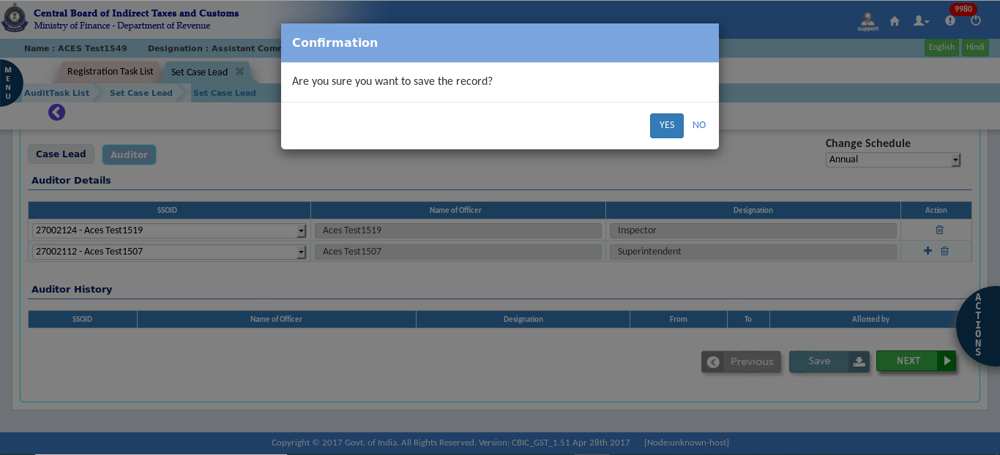 Central Board of Indirect Taxes and Customs
Ministry of Finance - Department of Revenue
9980
support
Name : ACES Test1549 Designation : Assistant Comm
English Hindi
MENU
Registration Task List Set Case Lead
AuditTask List Set Case Lead Set Case Lead
Confirmation
Are you sure you want to save the record?
YES NO
Case Lead Auditor
Change Schedule
Annual
Auditor Details
SSOID * Name of Officer * Designation Action
27002124 - Aces Test1519 Aces Test1519 Inspector
27002112 - Aces Test1507 Aces Test1507 Superintendent
Auditor History
SSOID Name of Officer Designation From To Allotted by
ACTIONS
Previous Save NEXT
Copyright © 2017 Govt. of India. All Rights Reserved. Version: CBIC_GST_1.51 Apr 28th 2017 [Node:unknown-host]